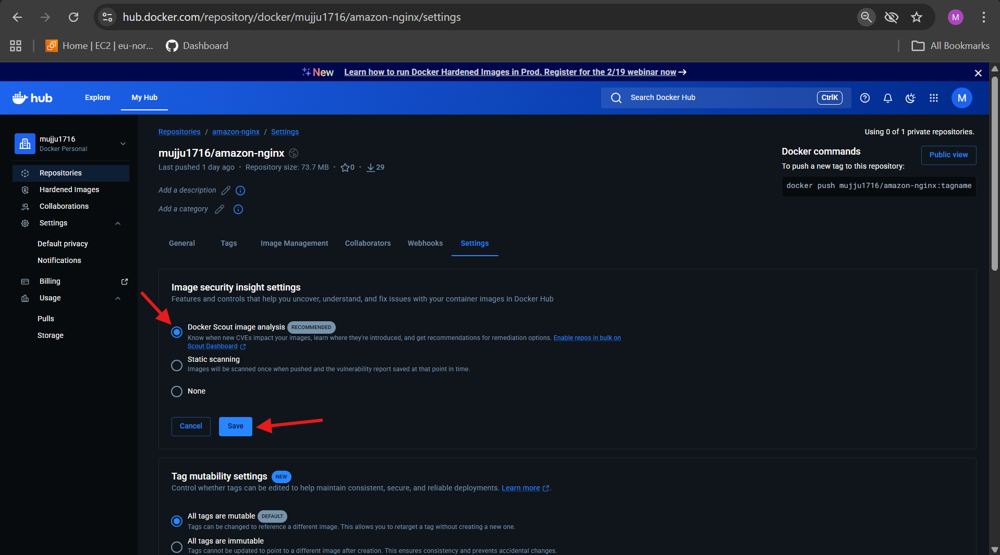 hub.docker.com/repository/docker/mujju1716/amazon-nginx/settings
M
Home | EC2 | eu-nor...
Dashboard
All Bookmarks
New
Learn how to run Docker Hardened Images in Prod. Register for the 2/19 webinar now
hub
Explore
My Hub
Search Docker Hub
CtrlK
M
mujju1716
Docker Personal
Repositories
Hardened Images
Collaborations
Settings
Default privacy
Notifications
Billing
Usage
Pulls
Storage
Repositories / amazon-nginx / Settings
Using 0 of 1 private repositories.
mujju1716/amazon-nginx
Last pushed 1 day ago · Repository size: 73.7 MB · 0 · 29
Add a description
Add a category
Docker commands
Public view
To push a new tag to this repository:
docker push mujju1716/amazon-nginx:tagname
General
Tags
Image Management
Collaborators
Webhooks
Settings
Image security insight settings
Features and controls that help you uncover, understand, and fix issues with your container images in Docker Hub
Docker Scout image analysis RECOMMENDED
Know when new CVEs impact your images, learn where they're introduced, and get recommendations for remediation options. Enable repos in bulk on
Scout Dashboard
Static scanning
Images will be scanned once when pushed and the vulnerability report saved at that point in time.
None
Cancel
Save
Tag mutability settings NEW
Control whether tags can be edited to help maintain consistent, secure, and reliable deployments. Learn more.
All tags are mutable DEFAULT
Tags can be changed to reference a different image. This allows you to retarget a tag without creating a new one.
All tags are immutable
Tags cannot be updated to point to a different image after creation. This ensures consistency and prevents accidental changes.